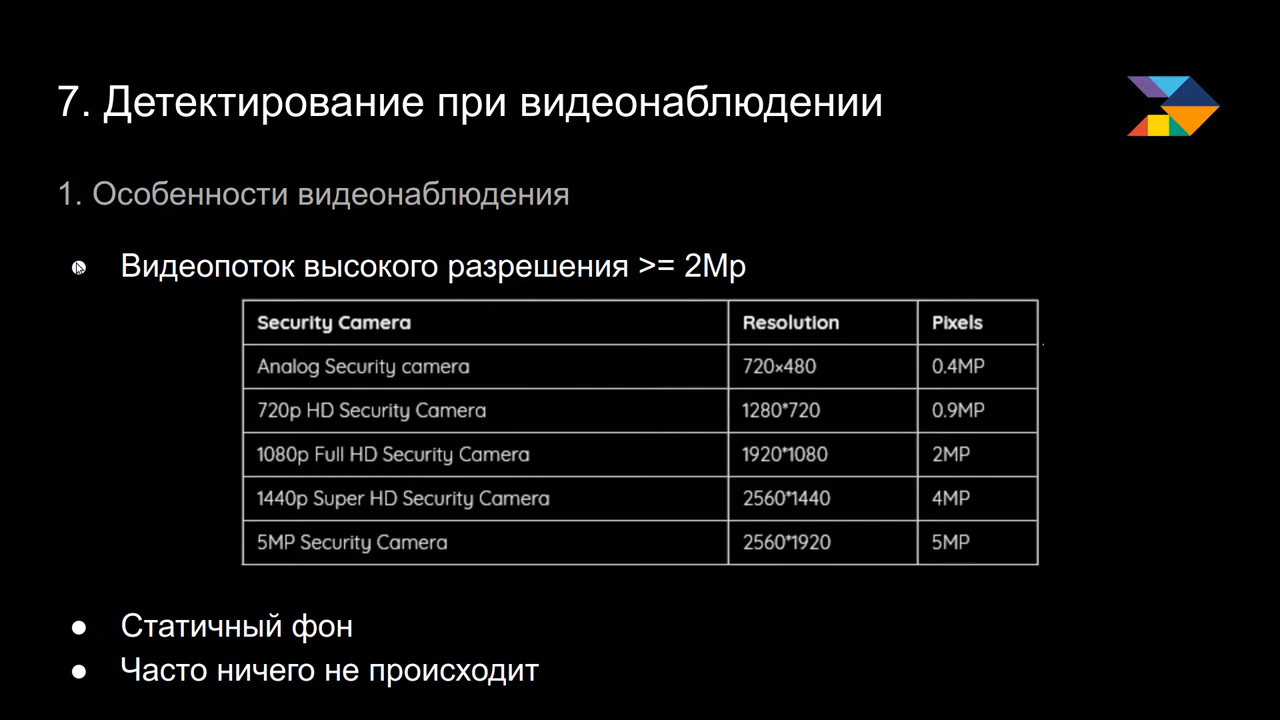 7. Детектирование при видеонаблюдении
1. Особенности видеонаблюдения
● Видеопоток высокого разрешения >= 2Mp
Security Camera Resolution Pixels
Analog Security camera 720×480 0.4MP
720p HD Security Camera 1280*720 0.9MP
1080p Full HD Security Camera 1920*1080 2MP
1440p Super HD Security Camera 2560*1440 4MP
5MP Security Camera 2560*1920 5MP
● Статичный фон
● Часто ничего не происходит